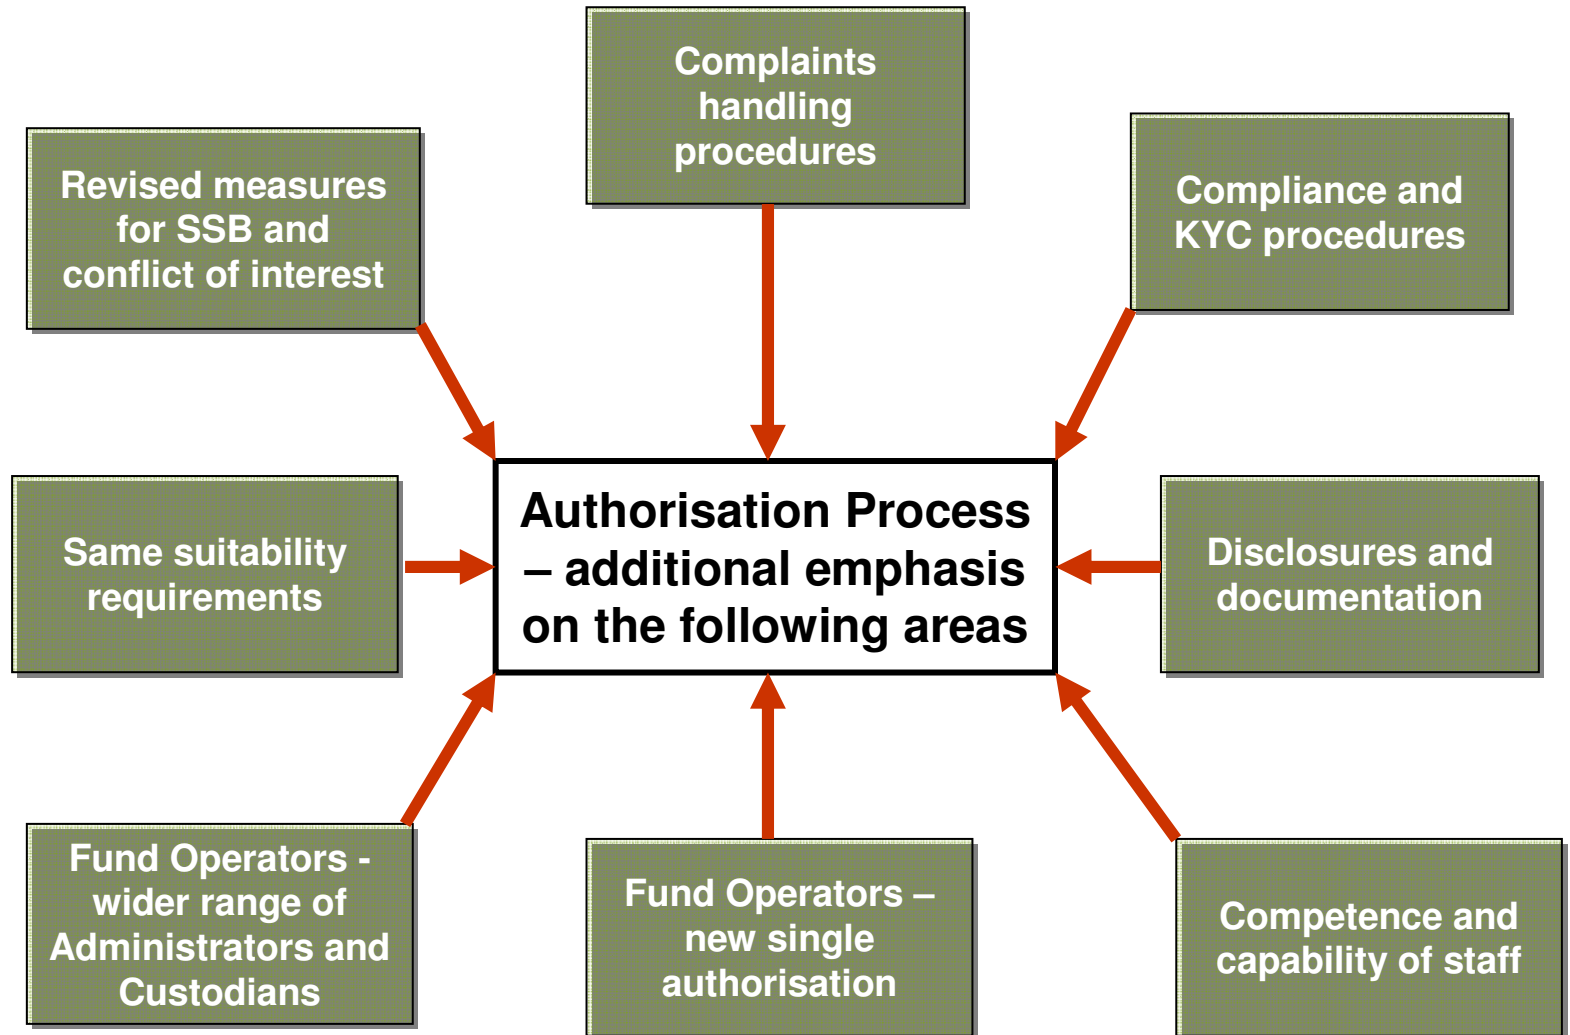 Complaints
handling
procedures
Revised measures
for SSB and
conflict of interest
Compliance and
KYC procedures
Authorisation Process
– additional emphasis
on the following areas
Same suitability
requirements
Disclosures and
documentation
Fund Operators -
wider range of
Administrators and
Custodians
Fund Operators –
new single
authorisation
Competence and
capability of staff